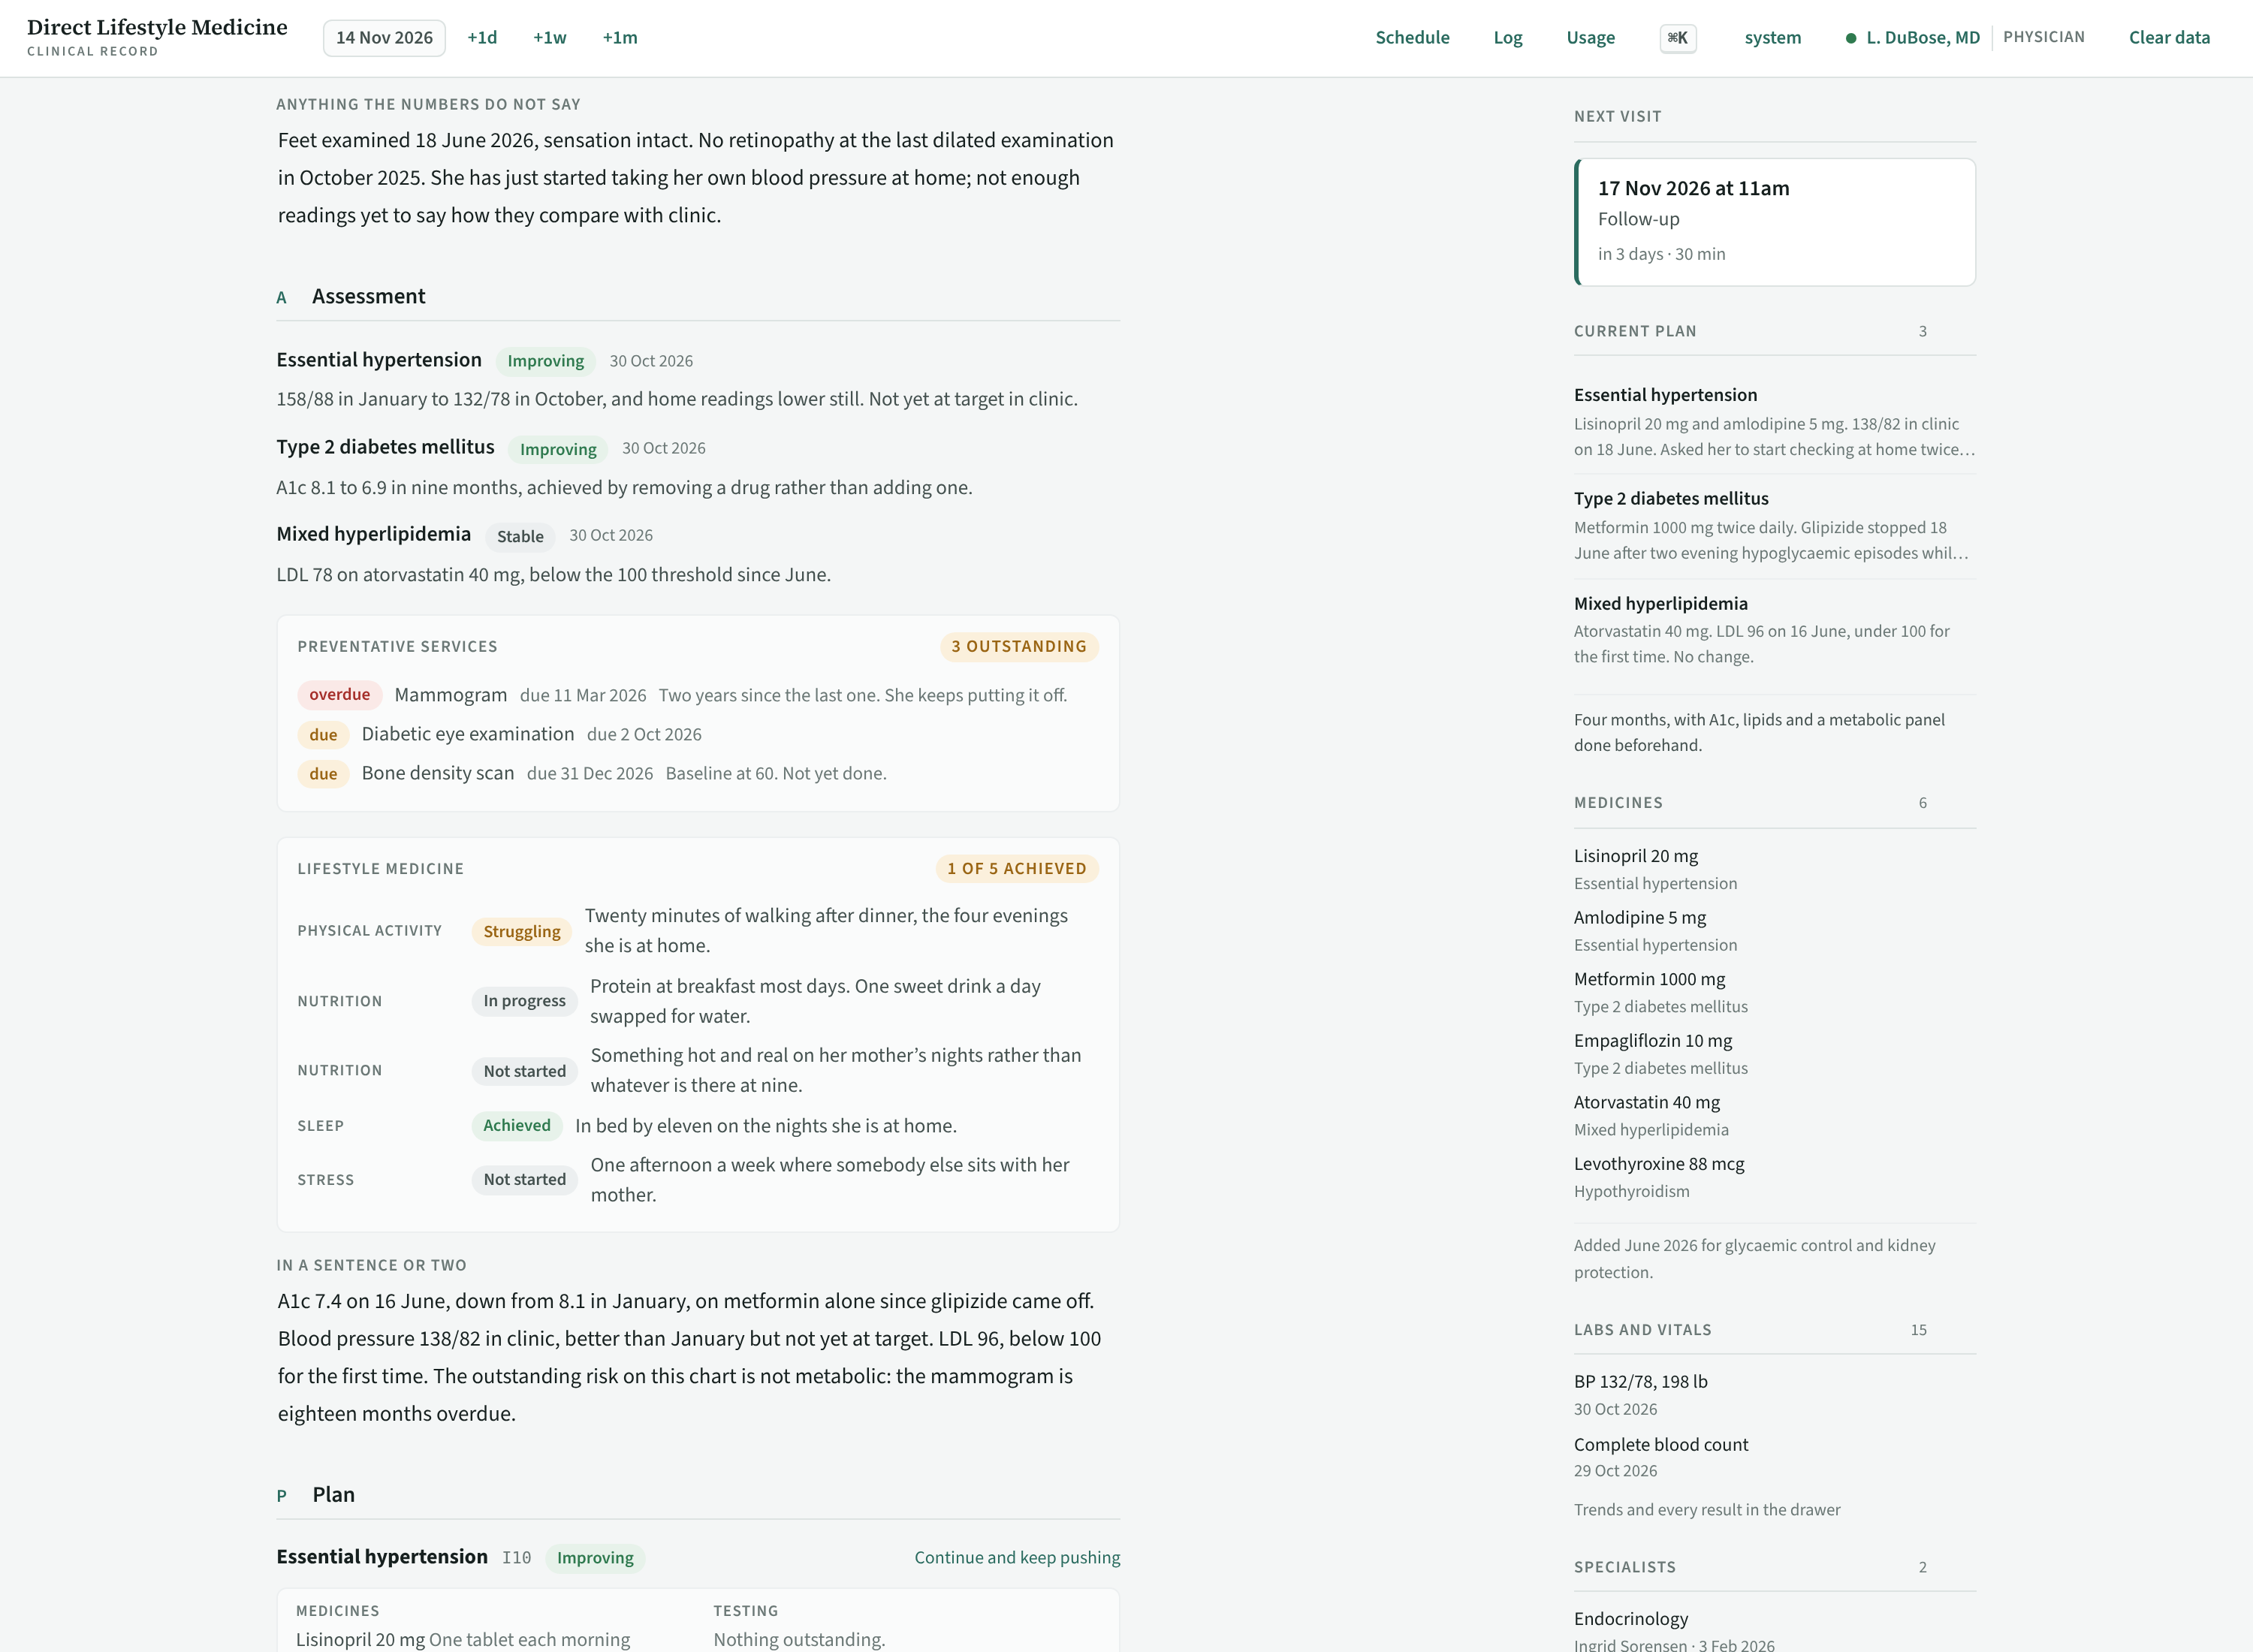 Direct Lifestyle Medicine
CLINICAL RECORD
14 Nov 2026
+1d
+1w
+1m
Schedule
Log
Usage
⌘K
system
L. DuBose, MD
PHYSICIAN
Clear data
ANYTHING THE NUMBERS DO NOT SAY
Feet examined 18 June 2026, sensation intact. No retinopathy at the last dilated examination
in October 2025. She has just started taking her own blood pressure at home; not enough
readings yet to say how they compare with clinic.
A Assessment
Essential hypertension Improving 30 Oct 2026
158/88 in January to 132/78 in October, and home readings lower still. Not yet at target in clinic.
Type 2 diabetes mellitus Improving 30 Oct 2026
A1c 8.1 to 6.9 in nine months, achieved by removing a drug rather than adding one.
Mixed hyperlipidemia Stable 30 Oct 2026
LDL 78 on atorvastatin 40 mg, below the 100 threshold since June.
PREVENTATIVE SERVICES 3 OUTSTANDING
overdue Mammogram due 11 Mar 2026 Two years since the last one. She keeps putting it off.
due Diabetic eye examination due 2 Oct 2026
due Bone density scan due 31 Dec 2026 Baseline at 60. Not yet done.
LIFESTYLE MEDICINE 1 OF 5 ACHIEVED
PHYSICAL ACTIVITY Struggling Twenty minutes of walking after dinner, the four evenings
she is at home.
NUTRITION In progress Protein at breakfast most days. One sweet drink a day
swapped for water.
NUTRITION Not started Something hot and real on her mother’s nights rather than
whatever is there at nine.
SLEEP Achieved In bed by eleven on the nights she is at home.
STRESS Not started One afternoon a week where somebody else sits with her
mother.
IN A SENTENCE OR TWO
A1c 7.4 on 16 June, down from 8.1 in January, on metformin alone since glipizide came off.
Blood pressure 138/82 in clinic, better than January but not yet at target. LDL 96, below 100
for the first time. The outstanding risk on this chart is not metabolic: the mammogram is
eighteen months overdue.
P Plan
Essential hypertension I10 Improving Continue and keep pushing
MEDICINES
Lisinopril 20 mg One tablet each morning
TESTING
Nothing outstanding.
NEXT VISIT
17 Nov 2026 at 11am
Follow-up
in 3 days · 30 min
CURRENT PLAN 3
Essential hypertension
Lisinopril 20 mg and amlodipine 5 mg. 138/82 in clinic
on 18 June. Asked her to start checking at home twice…
Type 2 diabetes mellitus
Metformin 1000 mg twice daily. Glipizide stopped 18
June after two evening hypoglycaemic episodes whil…
Mixed hyperlipidemia
Atorvastatin 40 mg. LDL 96 on 16 June, under 100 for
the first time. No change.
Four months, with A1c, lipids and a metabolic panel
done beforehand.
MEDICINES 6
Lisinopril 20 mg
Essential hypertension
Amlodipine 5 mg
Essential hypertension
Metformin 1000 mg
Type 2 diabetes mellitus
Empagliflozin 10 mg
Type 2 diabetes mellitus
Atorvastatin 40 mg
Mixed hyperlipidemia
Levothyroxine 88 mcg
Hypothyroidism
Added June 2026 for glycaemic control and kidney
protection.
LABS AND VITALS 15
BP 132/78, 198 lb
30 Oct 2026
Complete blood count
29 Oct 2026
Trends and every result in the drawer
SPECIALISTS 2
Endocrinology
Ingrid Sorensen · 3 Feb 2026